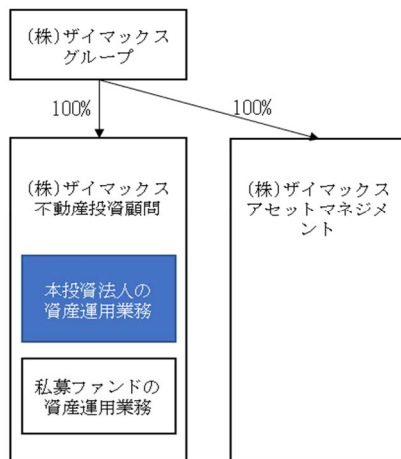 (株)ザイマックス
グループ
100%
100%
(株)ザイマックス
不動産投資顧問
(株)ザイマックス
アセットマネジメ
ント
本投資法人の
資産運用業務
私募ファンドの
資産運用業務